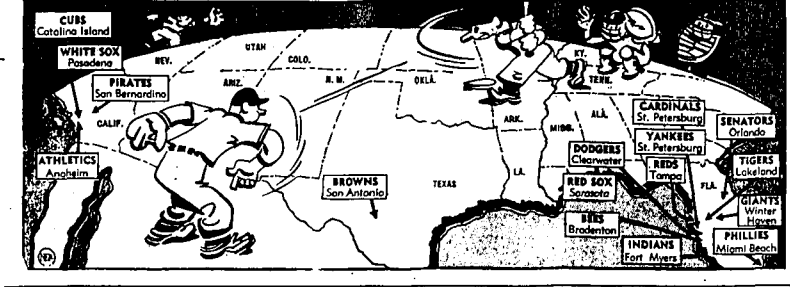 CUBS
Catalina Island
WHITE SOX
Pasadena
PIRATES
San Bernardino
ATHLETICS
Anaheim
NEV.
UTAH
COLO.
CALIF.
ARIZ.
N. M.
OKLA.
TEXAS
BROWNS
San Antonio
KY.
TENN.
ARK.
MISS.
ALA.
LA.
FLA.
CARDINALS
St. Petersburg
YANKEES
St. Petersburg
SENATORS
Orlando
DODGERS
Clearwater
REDS
Tampa
TIGERS
Lakeland
RED SOX
Sarasota
GIANTS
Winter
Haven
BEES
Bradenton
PHILLIES
Miami Beach
INDIANS
Fort Myers
NEA